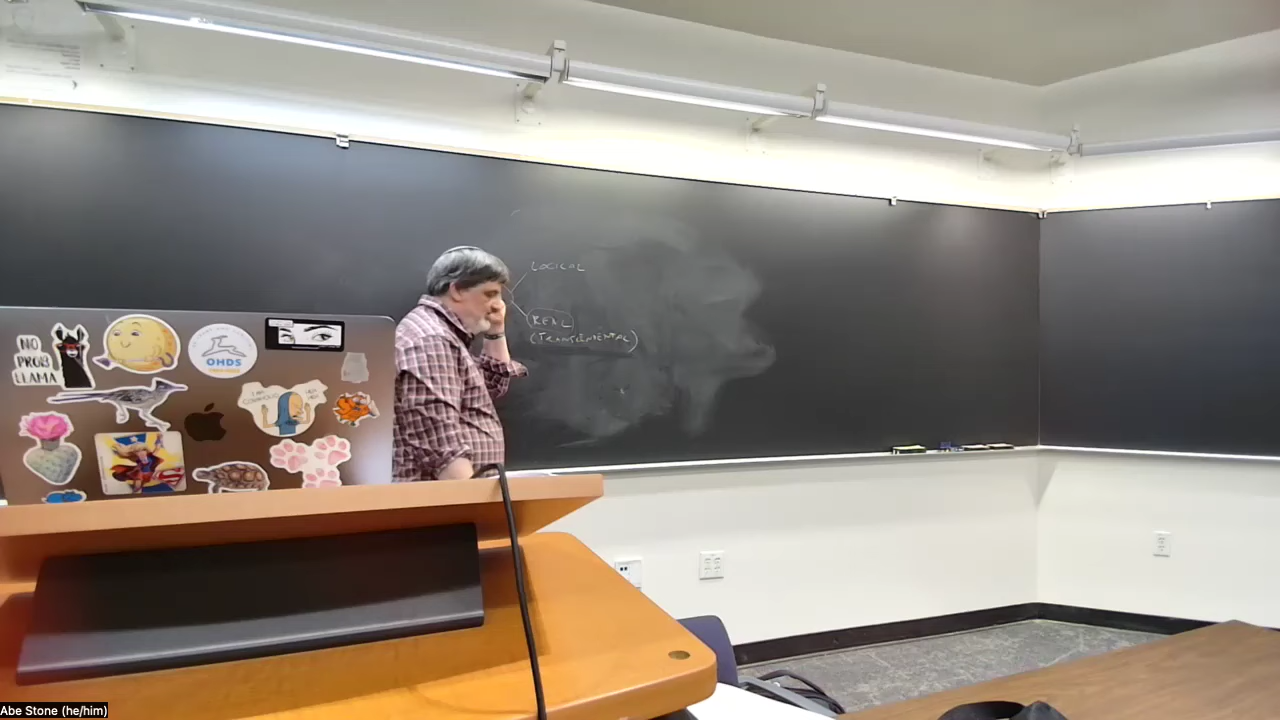 LOGICAL
REAL
(TRANSCENDENTAL)
NO
PROB
LLAMA
OHDS
Abe Stone (he/him)